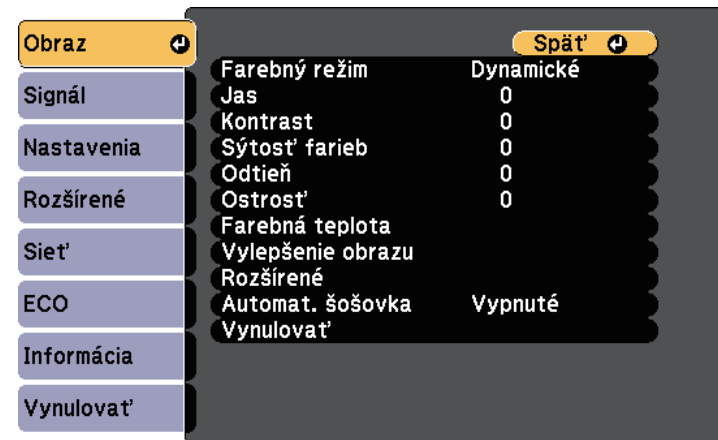 Obraz
Signál
Nastavenia
Rozšírené
Sieť
ECO
Informácia
Vynulovať
Späť
Farebný režim Dynamické
Jas 0
Kontrast 0
Sýtosť farieb 0
Odtieň 0
Ostrosť 0
Farebná teplota
Vylepšenie obrazu
Rozšírené
Automat. šošovka Vypnuté
Vynulovať